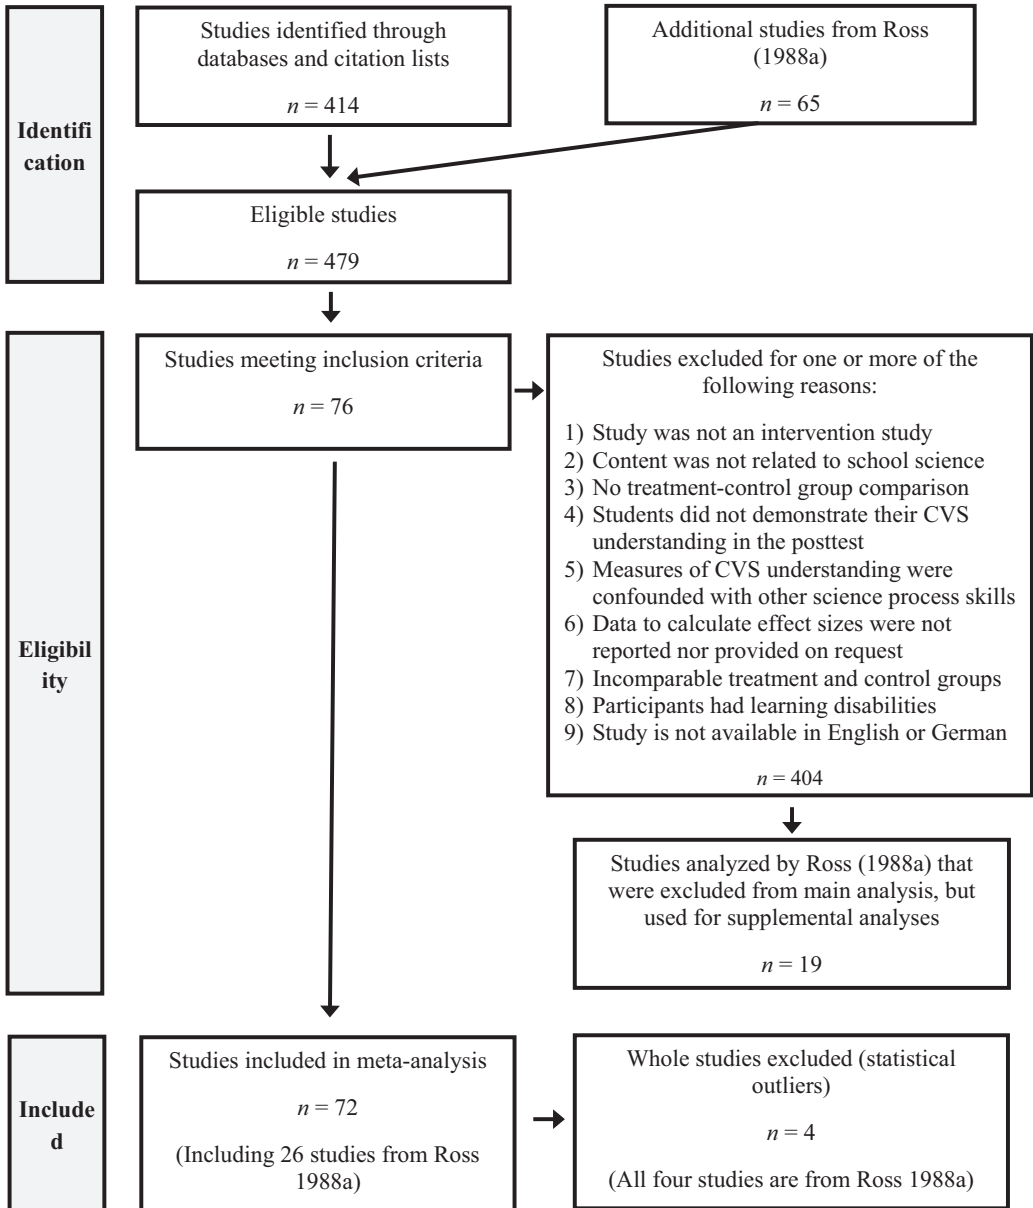 Identifi
cation
Studies identified through
databases and citation lists
n = 414
Additional studies from Ross
(1988a)
n = 65
Eligible studies
n = 479
Eligibil
ity
Studies meeting inclusion criteria
n = 76
Studies excluded for one or more of the
following reasons:
1) Study was not an intervention study
2) Content was not related to school science
3) No treatment-control group comparison
4) Students did not demonstrate their CVS
understanding in the posttest
5) Measures of CVS understanding were
confounded with other science process skills
6) Data to calculate effect sizes were not
reported nor provided on request
7) Incomparable treatment and control groups
8) Participants had learning disabilities
9) Study is not available in English or German
n = 404
Studies analyzed by Ross (1988a) that
were excluded from main analysis, but
used for supplemental analyses
n = 19
Include
d
Studies included in meta-analysis
n = 72
(Including 26 studies from Ross
1988a)
Whole studies excluded (statistical
outliers)
n = 4
(All four studies are from Ross 1988a)